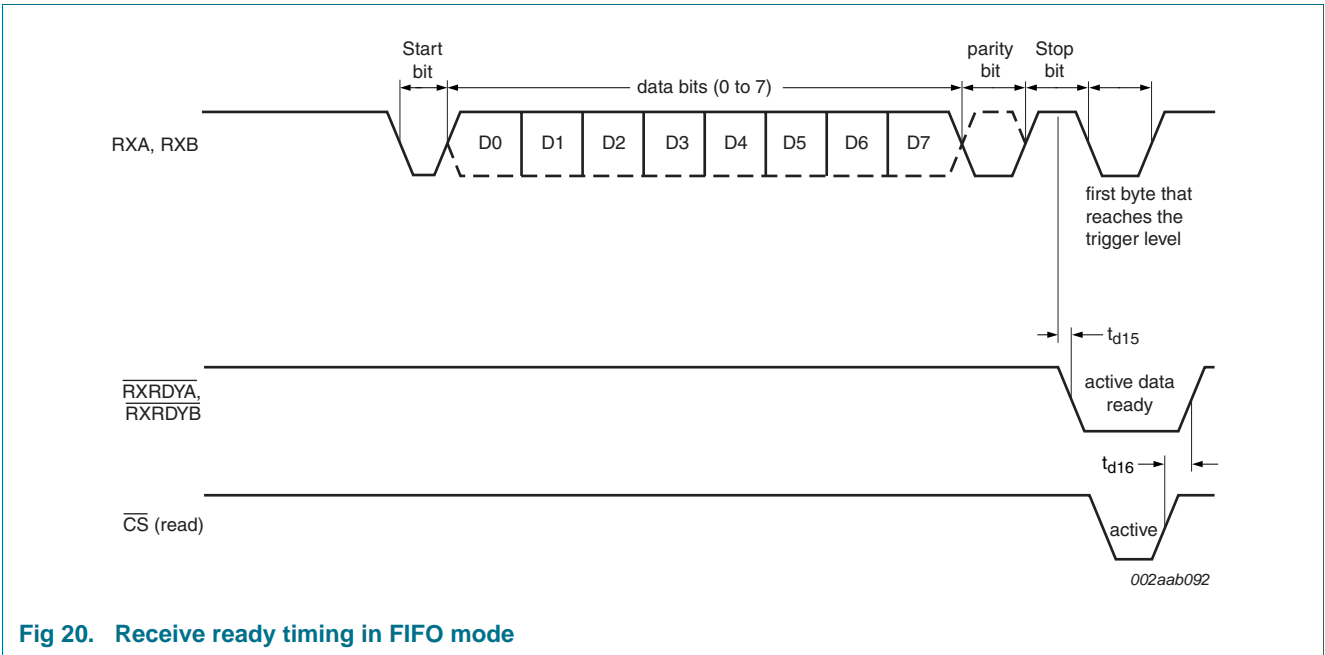 Start
bit
data bits (0 to 7)
parity
bit
Stop
bit
RXA, RXB
D0 D1 D2 D3 D4 D5 D6 D7
first byte that
reaches the
trigger level
td15
RXRDYA,
RXRDYB
active data
ready
td16
CS (read)
active
002aab092
Fig 20. Receive ready timing in FIFO mode